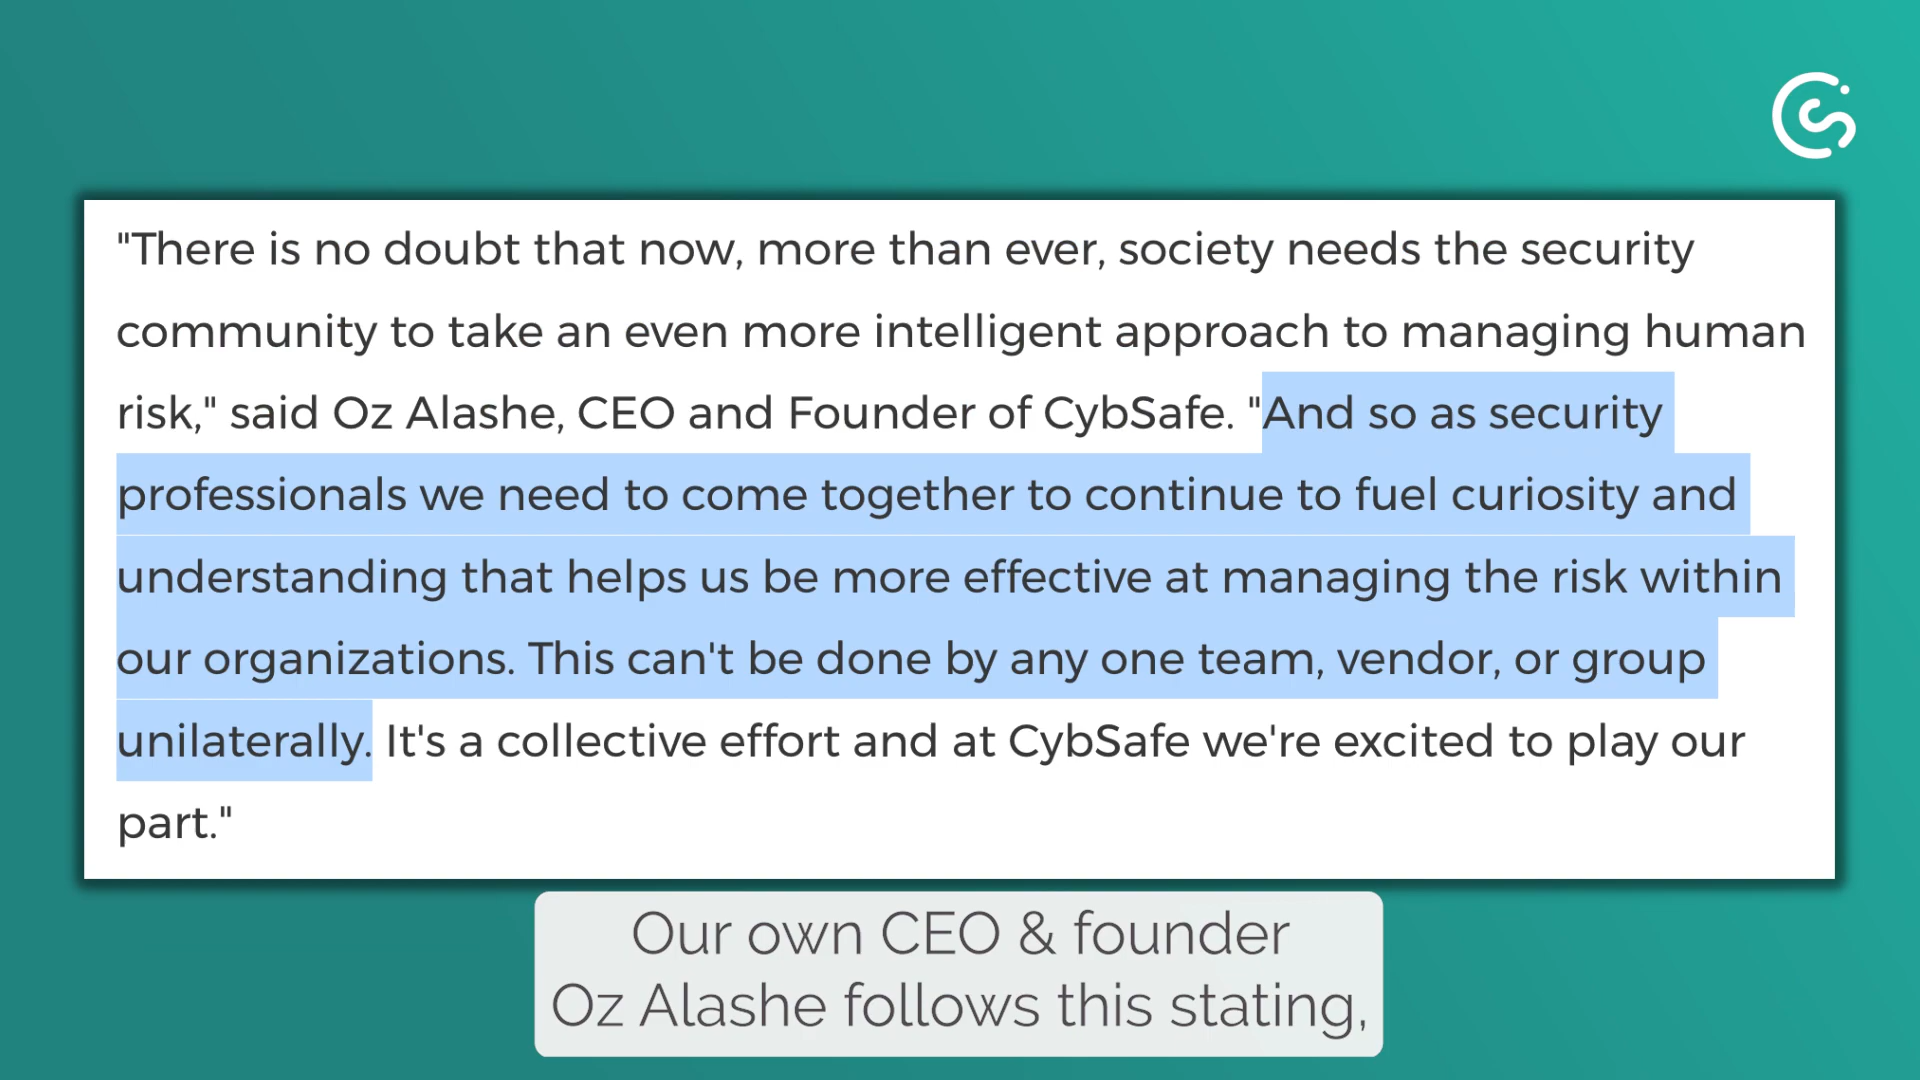 "There is no doubt that now, more than ever, society needs the security
community to take an even more intelligent approach to managing human
risk," said Oz Alashe, CEO and Founder of CybSafe. "And so as security
professionals we need to come together to continue to fuel curiosity and
understanding that helps us be more effective at managing the risk within
our organizations. This can't be done by any one team, vendor, or group
unilaterally. It's a collective effort and at CybSafe we're excited to play our
part."
Our own CEO & founder
Oz Alashe follows this stating,